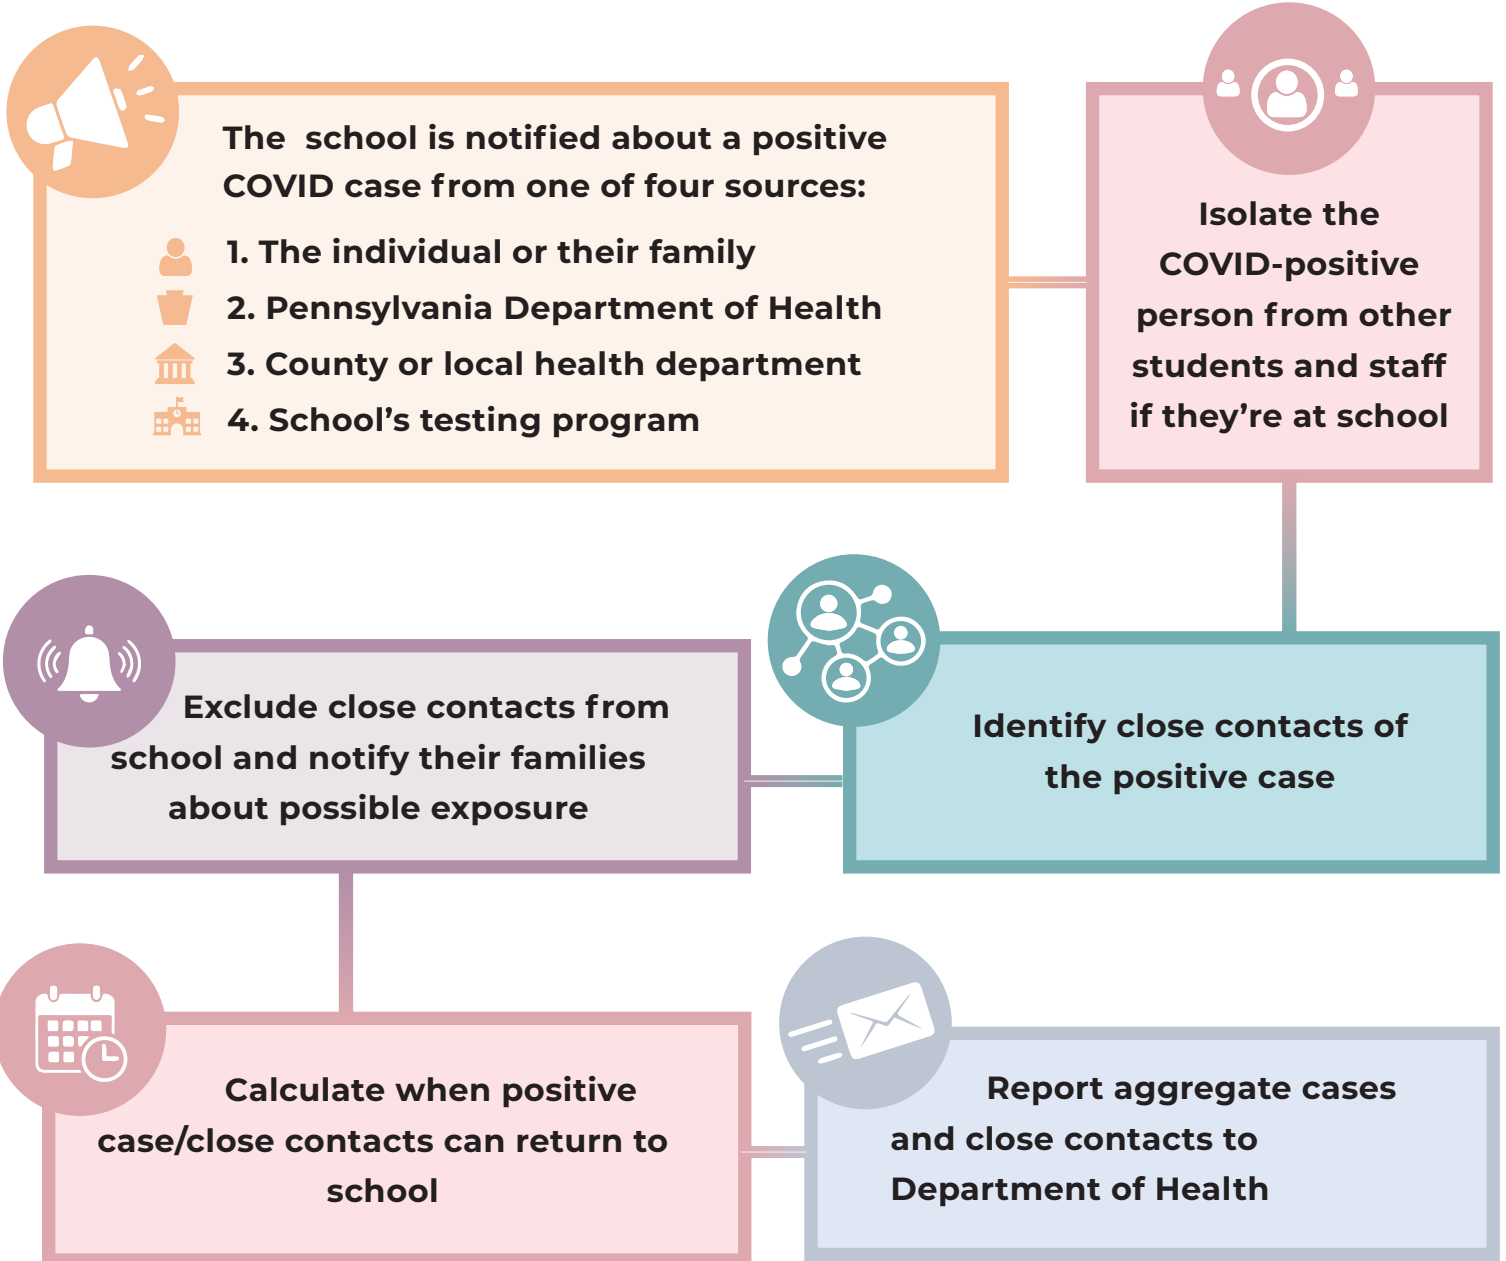 The school is notified about a positive
COVID case from one of four sources:
1. The individual or their family
2. Pennsylvania Department of Health
3. County or local health department
4. School's testing program
Isolate the
COVID-positive
person from other
students and staff
if they're at school
Identify close contacts of
the positive case
Exclude close contacts from
school and notify their families
about possible exposure
Calculate when positive
case/close contacts can return to
school
Report aggregate cases
and close contacts to
Department of Health